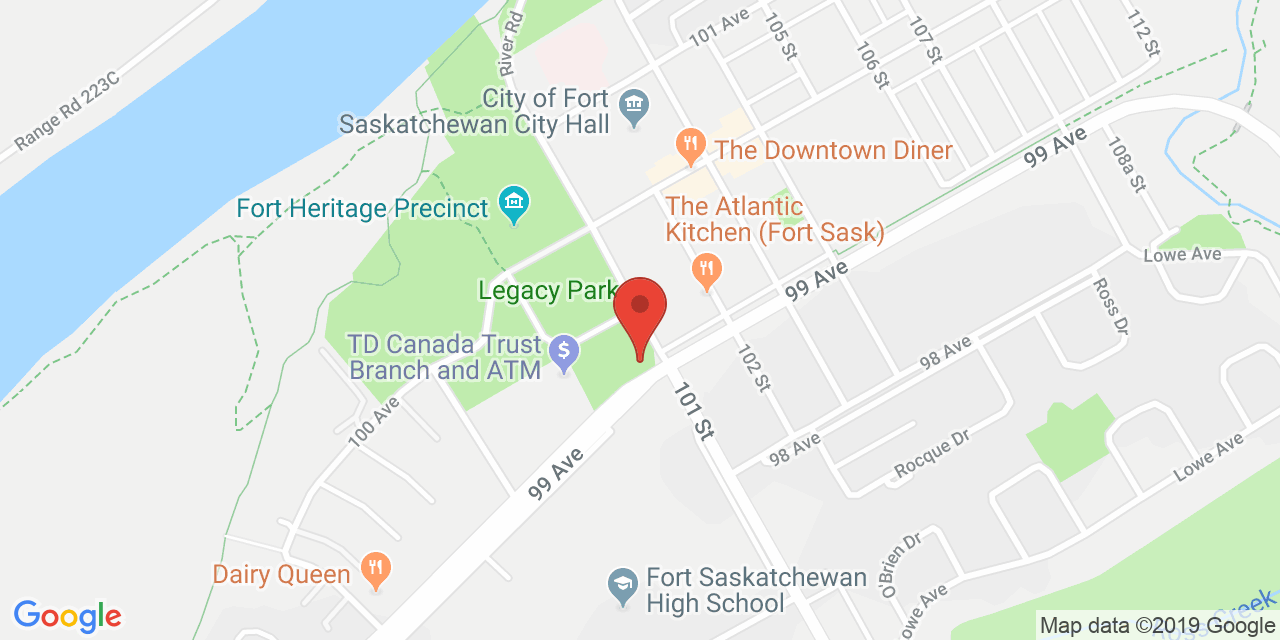 River Rd
101 Ave
105 St
106 St
107 St
112 St
Range Rd 223C
City of Fort
Saskatchewan City Hall
The Downtown Diner
99 Ave
108a St
Fort Heritage Precinct
The Atlantic
Kitchen (Fort Sask)
Lowe Ave
Legacy Park
99 Ave
Ross Dr
TD Canada Trust
Branch and ATM
$
102 St
98 Ave
100 Ave
101 St
98 Ave
Rocque Dr
Lowe Ave
99 Ave
Dairy Queen
O'Brien Dr
Fort Saskatchewan
High School
Lowe Ave
Creek
Google
Map data ©2019 Google